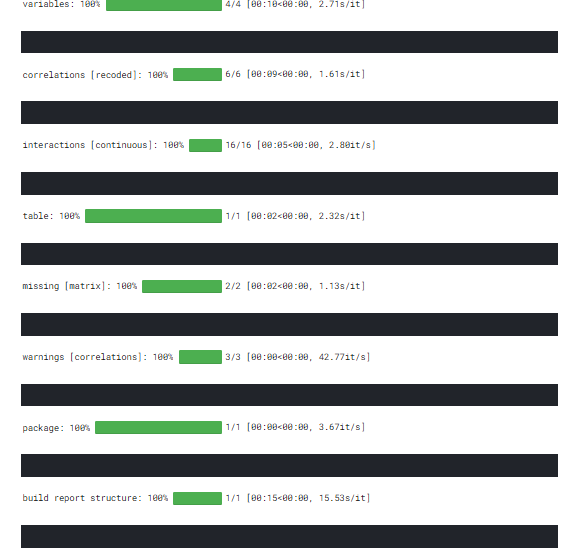 variables: 100% 4/4 [00:10<00:00, 2.71s/it]
correlations [recoded]: 100% 6/6 [00:09<00:00, 1.61s/it]
interactions [continuous]: 100% 16/16 [00:05<00:00, 2.80it/s]
table: 100% 1/1 [00:02<00:00, 2.32s/it]
missing [matrix]: 100% 2/2 [00:02<00:00, 1.13s/it]
warnings [correlations]: 100% 3/3 [00:00<00:00, 42.77it/s]
package: 100% 1/1 [00:00<00:00, 3.67it/s]
build report structure: 100% 1/1 [00:15<00:00, 15.53s/it]